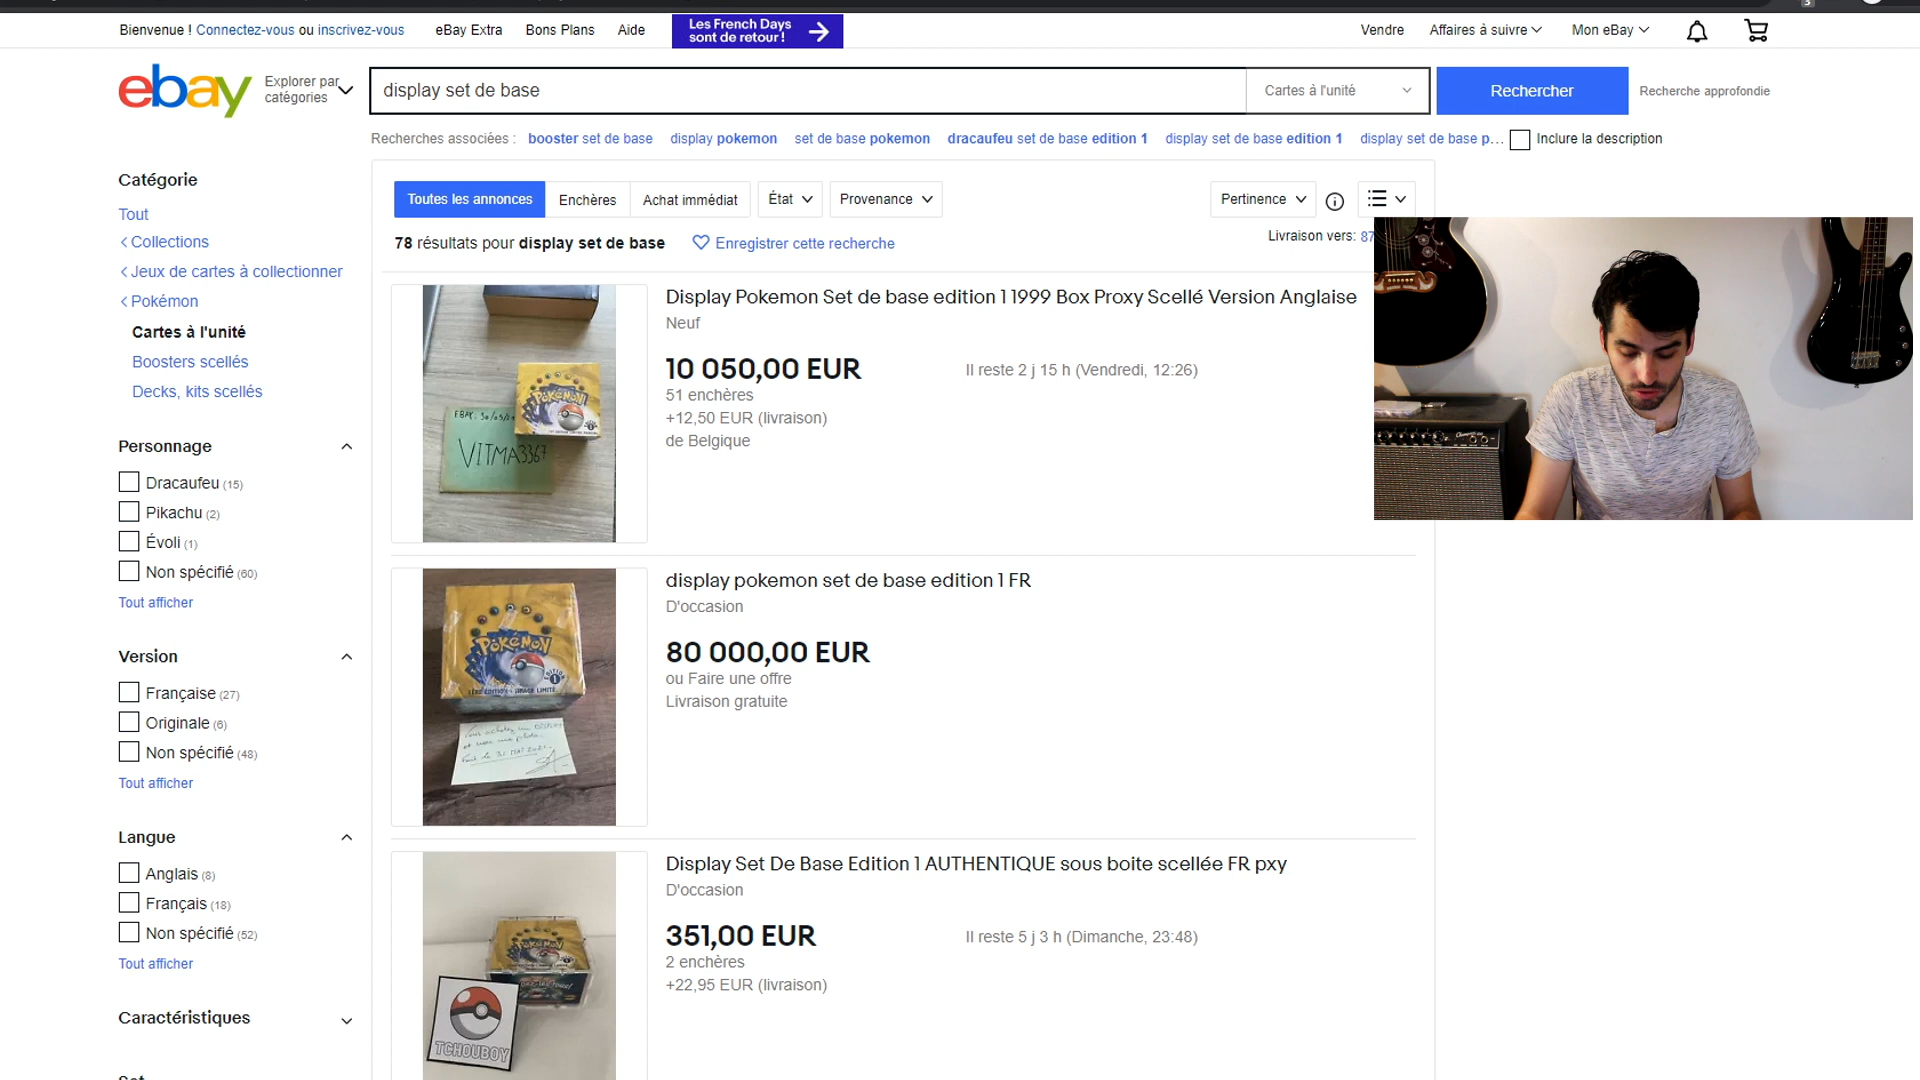 Bienvenue ! Connectez-vous ou inscrivez-vous
eBay Extra
Bons Plans
Aide
Les French Days
sont de retour !
Vendre
Affaires à suivre
Mon eBay
ebay
Explorer par
catégories
display set de base
Cartes à l'unité
Rechercher
Recherche approfondie
Recherches associées :
booster set de base
display pokemon
set de base pokemon
dracaufeu set de base edition 1
display set de base edition 1
display set de base p...
Inclure la description
Catégorie
Tout
Collections
Jeux de cartes à collectionner
Pokémon
Cartes à l'unité
Boosters scellés
Decks, kits scellés
Personnage
Dracaufeu (15)
Pikachu (2)
Évoli (1)
Non spécifié (60)
Tout afficher
Version
Française (27)
Originale (6)
Non spécifié (48)
Tout afficher
Langue
Anglais (8)
Français (18)
Non spécifié (52)
Tout afficher
Caractéristiques
Toutes les annonces
Enchères
Achat immédiat
État
Provenance
Pertinence
78 résultats pour display set de base
Enregistrer cette recherche
Livraison vers: 87
Display Pokemon Set de base edition 1 1999 Box Proxy Scellé Version Anglaise
Neuf
10 050,00 EUR
Il reste 2 j 15 h (Vendredi, 12:26)
51 enchères
+12,50 EUR (livraison)
de Belgique
POKéMON
VITMA3367
display pokemon set de base edition 1 FR
D'occasion
80 000,00 EUR
ou Faire une offre
Livraison gratuite
POKéMON
EDITION 1
Display Set De Base Edition 1 AUTHENTIQUE sous boite scellée FR pxy
D'occasion
351,00 EUR
Il reste 5 j 3 h (Dimanche, 23:48)
2 enchères
+22,95 EUR (livraison)
POKéMON
TCHOUBOY